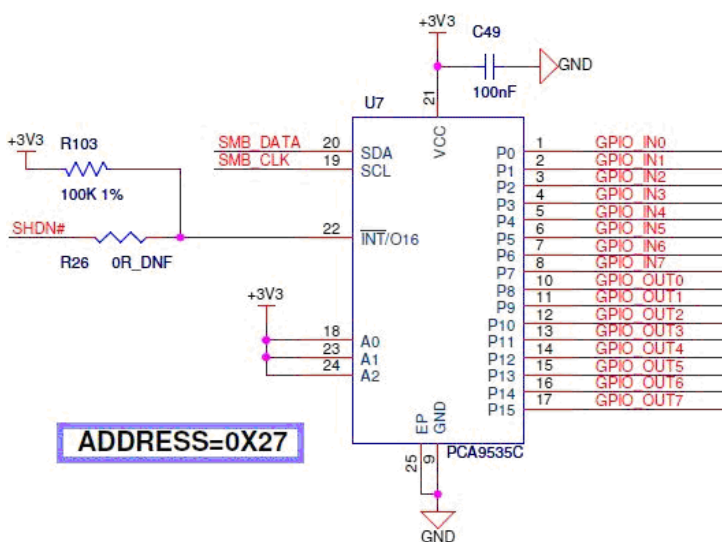 +3V3
C49
GND
100nF
U7
21
VCC
+3V3
R103
100K 1%
SHDN#
R26
0R_DNF
SMB_DATA
20
SDA
SMB_CLK
19
SCL
22
INT/O16
+3V3
18
A0
23
A1
24
A2
P0
1
GPIO_IN0
P1
2
GPIO_IN1
P2
3
GPIO_IN2
P3
4
GPIO_IN3
P4
5
GPIO_IN4
P5
6
GPIO_IN5
P6
7
GPIO_IN6
P7
8
GPIO_IN7
P8
10
GPIO_OUT0
P9
11
GPIO_OUT1
P10
12
GPIO_OUT2
P11
13
GPIO_OUT3
P12
14
GPIO_OUT4
P13
15
GPIO_OUT5
P14
16
GPIO_OUT6
P15
17
GPIO_OUT7
ADDRESS=0X27
EP
GND
25
9
PCA9535C
GND